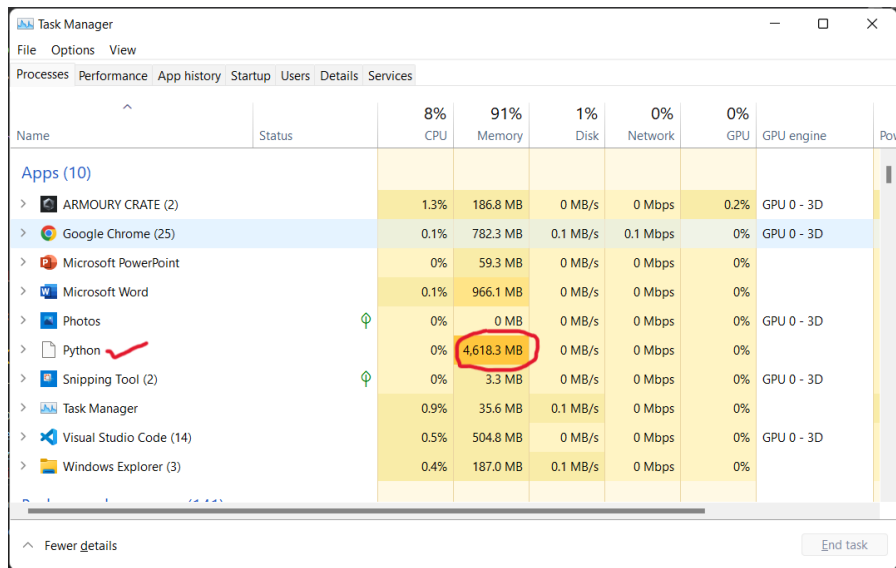 Task Manager
File Options View
Processes Performance App history Startup Users Details Services
8% 91% 1% 0% 0%
Name Status CPU Memory Disk Network GPU GPU engine Pov
Apps (10)
ARMOURY CRATE (2) 1.3% 186.8 MB 0 MB/s 0 Mbps 0.2% GPU 0 - 3D
Google Chrome (25) 0.1% 782.3 MB 0.1 MB/s 0.1 Mbps 0% GPU 0 - 3D
Microsoft PowerPoint 0% 59.3 MB 0 MB/s 0 Mbps 0%
Microsoft Word 0.1% 966.1 MB 0 MB/s 0 Mbps 0%
Photos 0% 0 MB 0 MB/s 0 Mbps 0% GPU 0 - 3D
Python 0% 4,618.3 MB 0 MB/s 0 Mbps 0%
Snipping Tool (2) 0% 3.3 MB 0 MB/s 0 Mbps 0% GPU 0 - 3D
Task Manager 0.9% 35.6 MB 0.1 MB/s 0 Mbps 0%
Visual Studio Code (14) 0.5% 504.8 MB 0 MB/s 0 Mbps 0% GPU 0 - 3D
Windows Explorer (3) 0.4% 187.0 MB 0.1 MB/s 0 Mbps 0%
Fewer details End task